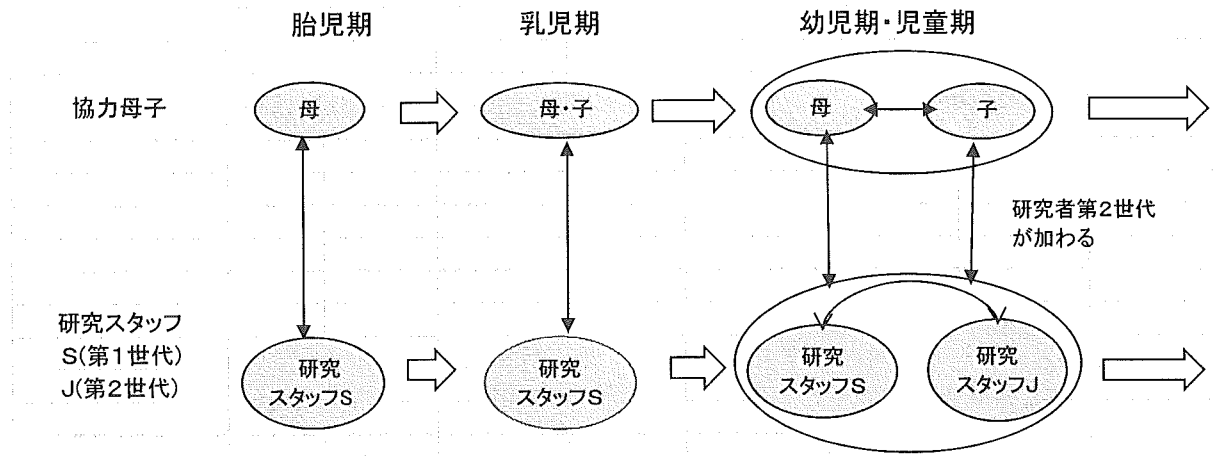 胎児期
乳児期
幼児期・児童期
協力母子
母
母・子
母
子
研究者第2世代
が加わる
研究スタッフ
S(第1世代)
J(第2世代)
研究
スタッフS
研究
スタッフS
研究
スタッフS
研究
スタッフJ